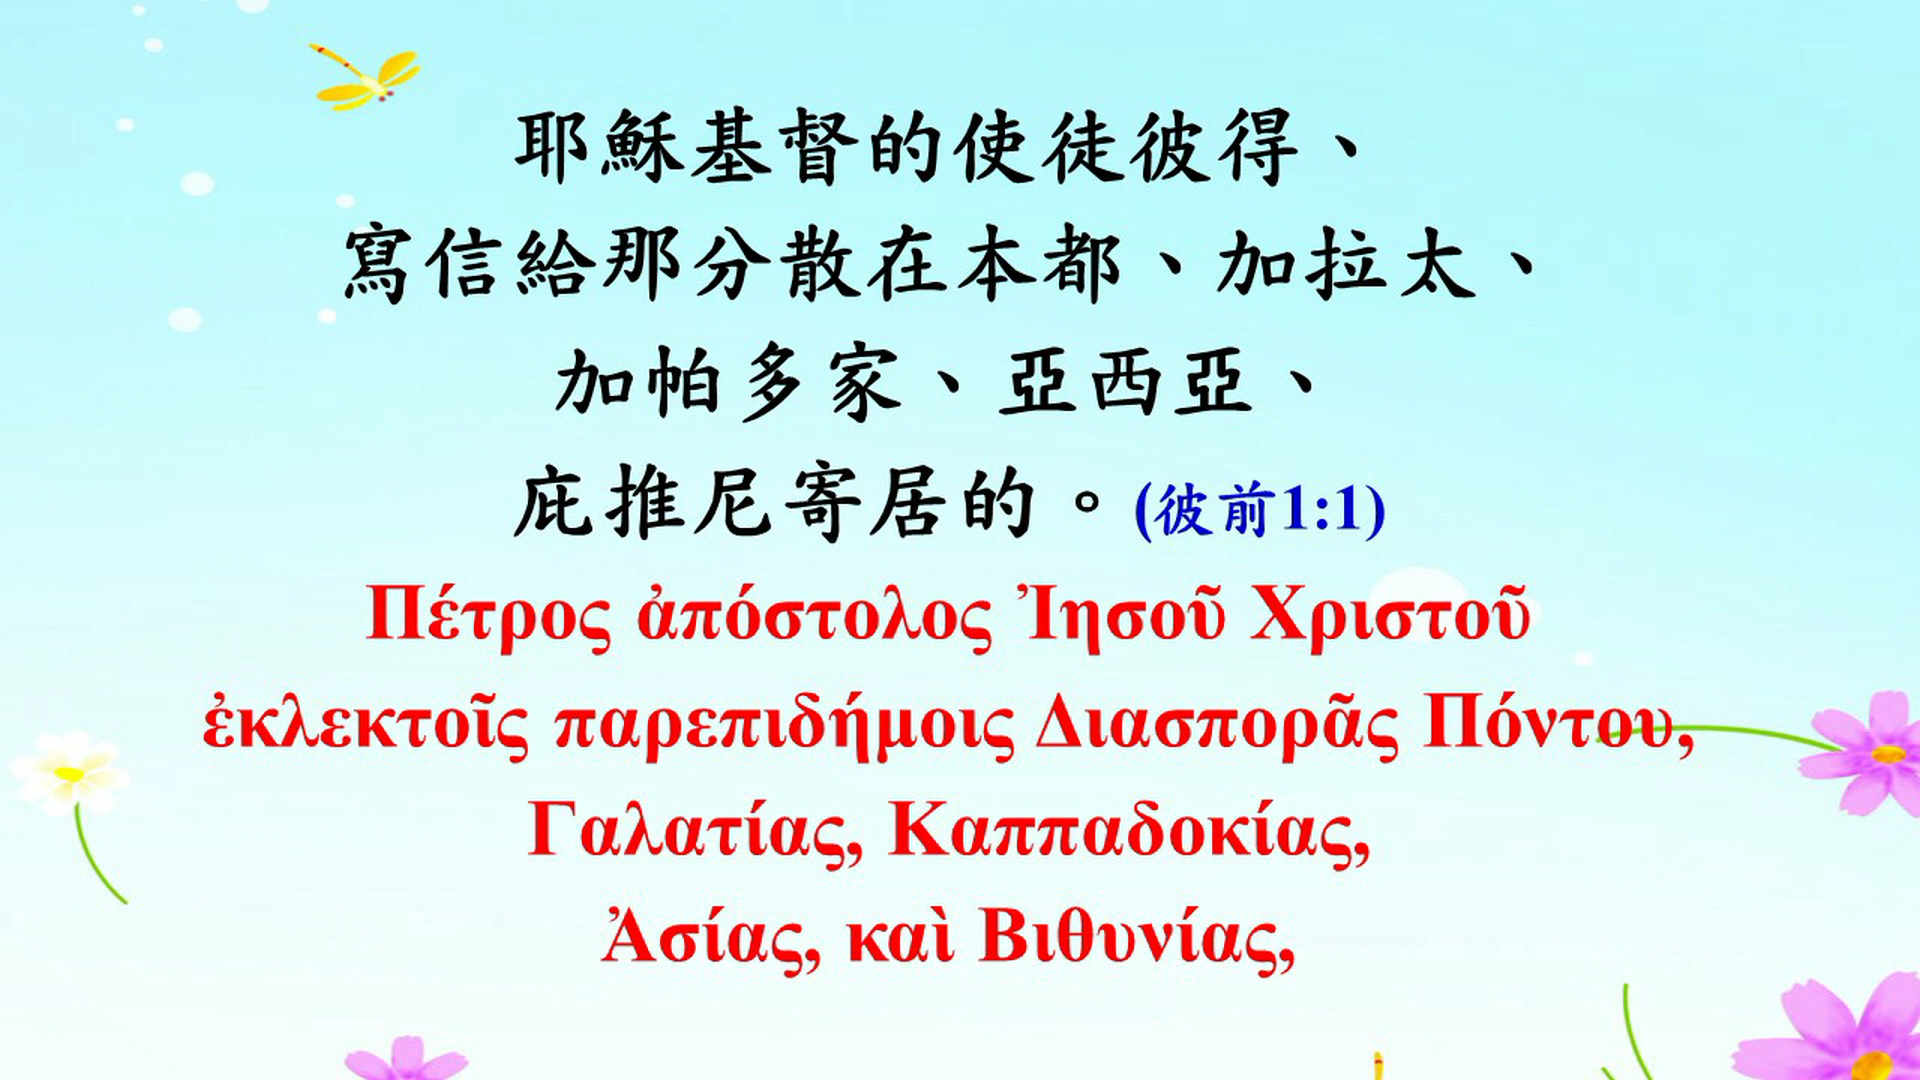 耶穌基督的使徒彼得、
寫信給那分散在本都、加拉太、
加帕多家、亞西亞、
庇推尼寄居的。(彼前1:1)
Πέτρος ἀπόστολος Ἰησοῦ Χριστοῦ
ἐκλεκτοῖς παρεπιδήμοις Διασπορᾶς Πόντου,
Γαλατίας, Καππαδοκίας,
Ἀσίας, καὶ Βιθυνίας,